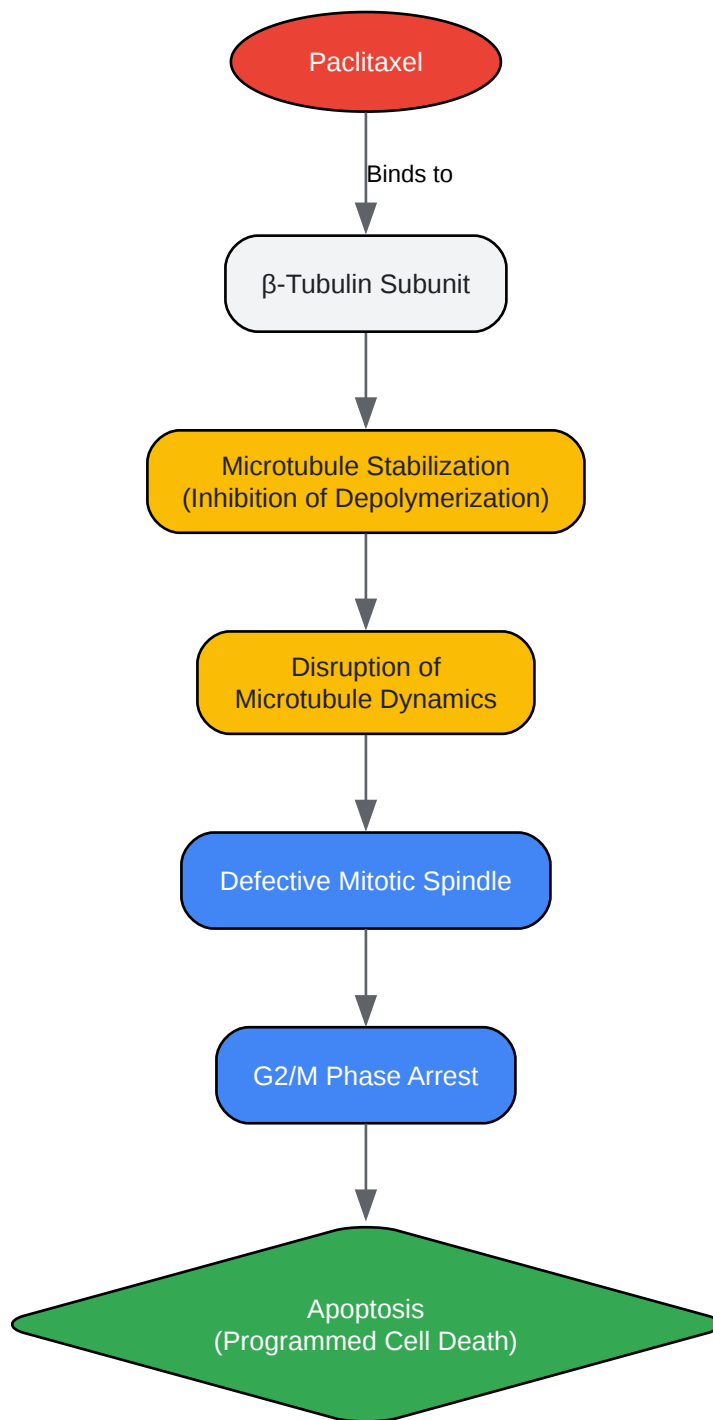 Paclitaxel
Binds to
β-Tubulin Subunit
Microtubule Stabilization
(Inhibition of Depolymerization)
Disruption of
Microtubule Dynamics
Defective Mitotic Spindle
G2/M Phase Arrest
Apoptosis
(Programmed Cell Death)